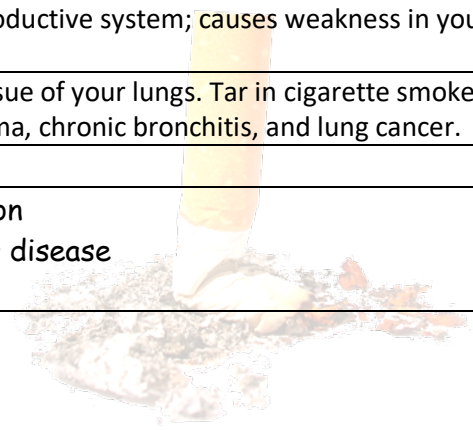 oductive system; causes weakness in you
sue of your lungs. Tar in cigarette smoke
ma, chronic bronchitis, and lung cancer.
on
disease